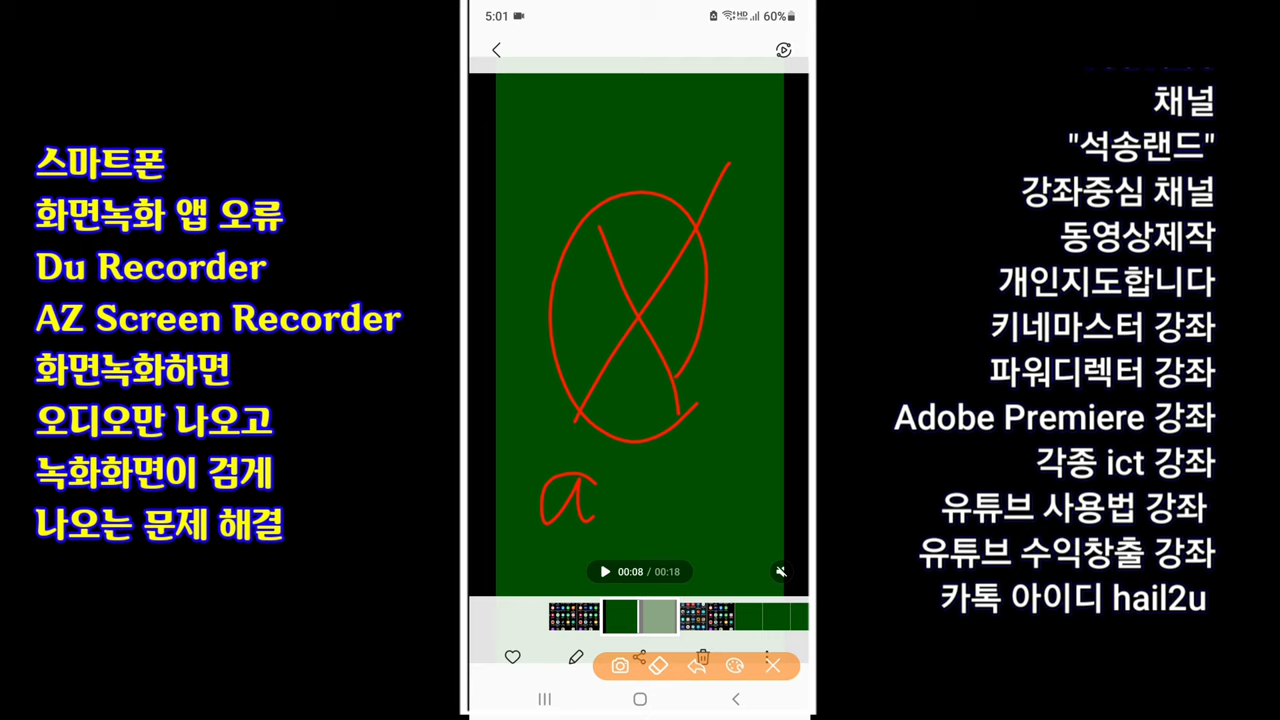 스마트폰
화면녹화 앱 오류
Du Recorder
AZ Screen Recorder
화면녹화하면
오디오만 나오고
녹화화면이 검게
나오는 문제 해결
5:01
HD
60%
a
00:08 / 00:18
채널
"석송랜드"
강좌중심 채널
동영상제작
개인지도합니다
키네마스터 강좌
파워디렉터 강좌
Adobe Premiere 강좌
각종 ict 강좌
유튜브 사용법 강좌
유튜브 수익창출 강좌
카톡 아이디 hail2u